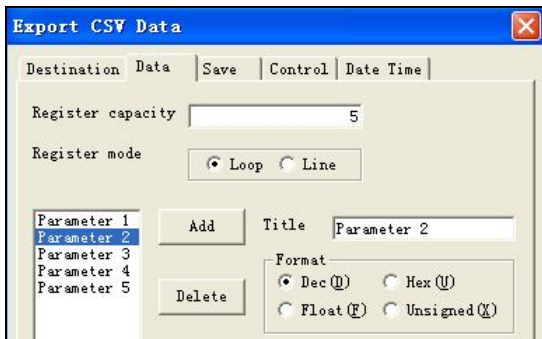 Export CSV Data
Destination Data Save Control Date Time
Register capacity 5
Register mode Loop Line
Parameter 1
Parameter 2
Parameter 3
Parameter 4
Parameter 5
Add
Delete
Title Parameter 2
Format
Dec(D) Hex(U)
Float(F) Unsigned(X)